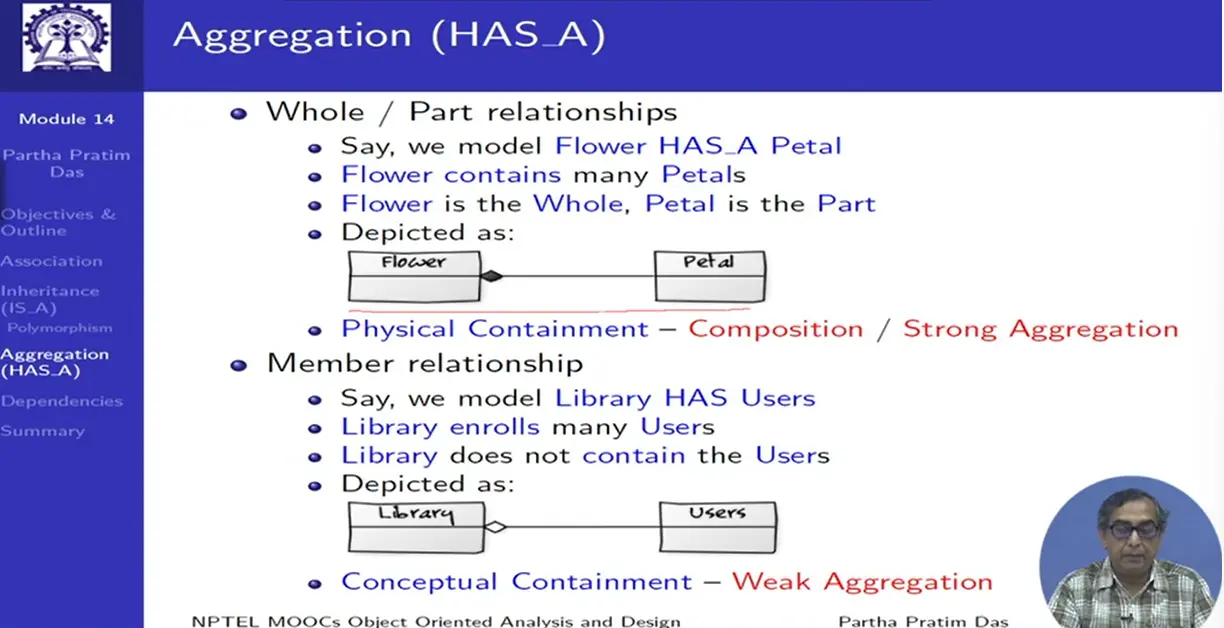 Aggregation (HAS_A)
Module 14
Partha Pratim
Das
Objectives &
Outline
Association
Inheritance
(IS_A)
Polymorphism
Aggregation
(HAS_A)
Dependencies
Summary
Whole / Part relationships
Say, we model Flower HAS_A Petal
Flower contains many Petals
Flower is the Whole, Petal is the Part
Depicted as:
Flower Petal
Physical Containment – Composition / Strong Aggregation
Member relationship
Say, we model Library HAS Users
Library enrolls many Users
Library does not contain the Users
Depicted as:
Library Users
Conceptual Containment – Weak Aggregation
NPTEL MOOCs Object Oriented Analysis and Design Partha Pratim Das